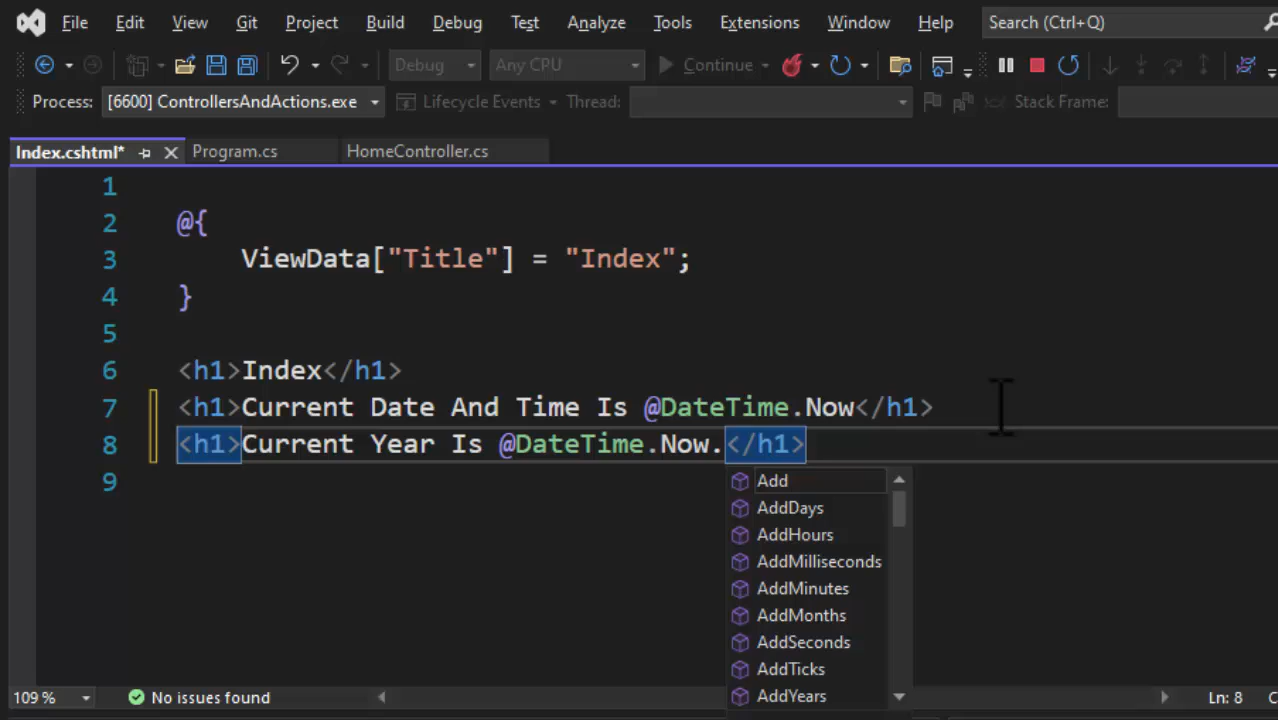 File Edit View Git Project Build Debug Test Analyze Tools Extensions Window Help Search (Ctrl+Q)
Debug Any CPU Continue
Process: [6600] ControllersAndActions.exe Lifecycle Events Thread: Stack Frame:
Index.cshtml* Program.cs HomeController.cs
1
2 @{
3 ViewData["Title"] = "Index";
4 }
5
6 <h1>Index</h1>
7 <h1>Current Date And Time Is @DateTime.Now</h1>
8 <h1>Current Year Is @DateTime.Now.</h1>
9
Add
AddDays
AddHours
AddMilliseconds
AddMinutes
AddMonths
AddSeconds
AddTicks
AddYears
109 % No issues found Ln: 8